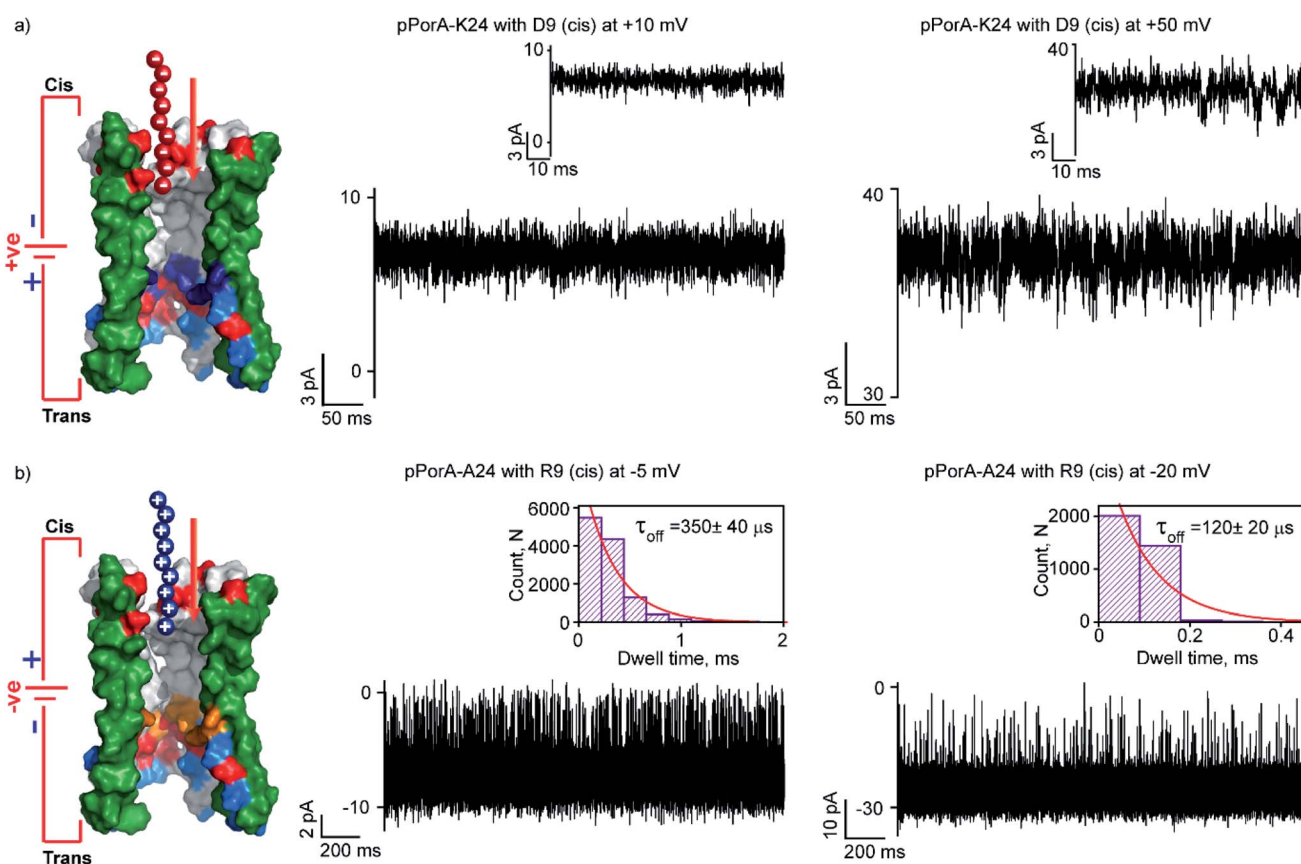 a)
Cis
-
+ve
+
Trans
pPorA-K24 with D9 (cis) at +10 mV
10
0
3 pA
10 ms
10
0
3 pA
50 ms
pPorA-K24 with D9 (cis) at +50 mV
40
3 pA
10 ms
40
30
3 pA
50 ms
b)
Cis
+
-ve
-
Trans
pPorA-A24 with R9 (cis) at -5 mV
6000
4000
2000
0
Count, N
τoff =350± 40 µs
0 1 2
Dwell time, ms
0
-10
2 pA
200 ms
pPorA-A24 with R9 (cis) at -20 mV
2000
1000
0
Count, N
τoff =120± 20 µs
0 0.2 0.4
Dwell time, ms
0
-30
10 pA
200 ms